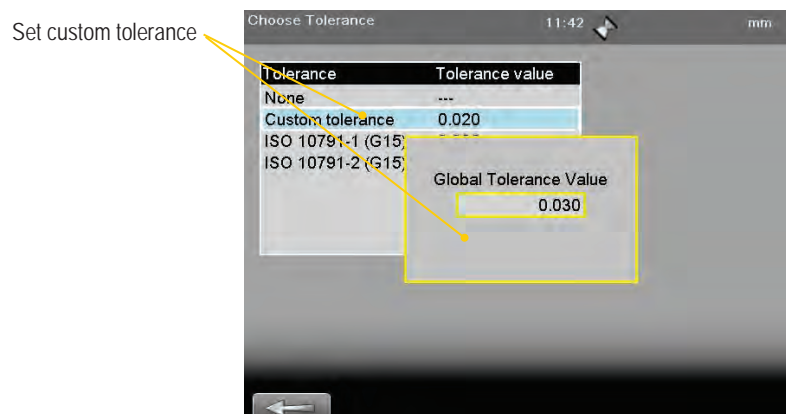 Set custom tolerance
Choose Tolerance 11:42 mm
Tolerance Tolerance value
None ---
Custom tolerance 0.020
ISO 10791-1 (G15)
ISO 10791-2 (G15)
Global Tolerance Value
0.030